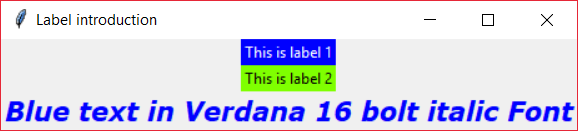 Label introduction
This is label 1
This is label 2
Blue text in Verdana 16 bolt italic Font